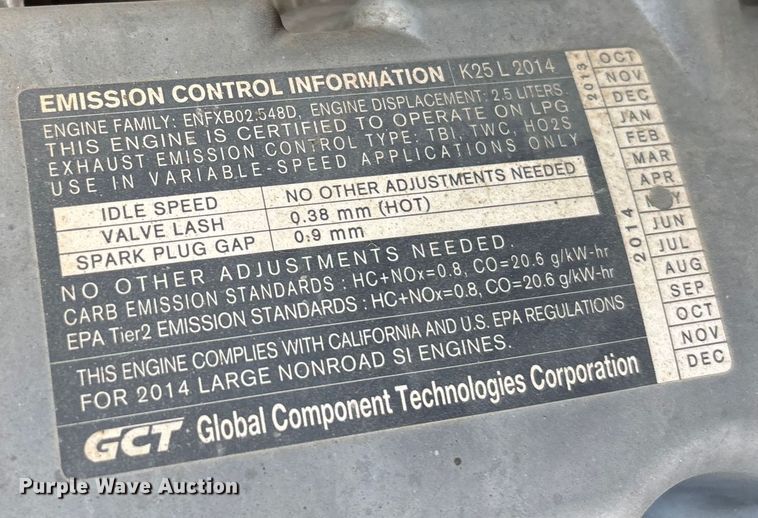 EMISSION CONTROL INFORMATION K25 L 2014
ENGINE FAMILY: ENFXB02.548D, ENGINE DISPLACEMENT: 2.5 LITERS
THIS ENGINE IS CERTIFIED TO OPERATE ON LPG
EXHAUST EMISSION CONTROL TYPE: TBI, TWC, HO2S
USE IN VARIABLE-SPEED APPLICATIONS ONLY
IDLE SPEED NO OTHER ADJUSTMENTS NEEDED
VALVE LASH 0.38 mm (HOT)
SPARK PLUG GAP 0.9 mm
NO OTHER ADJUSTMENTS NEEDED.
CARB EMISSION STANDARDS : HC+NOx=0.8, CO=20.6 g/kW-hr
EPA Tier2 EMISSION STANDARDS : HC+NOx=0.8, CO=20.6 g/kW-hr
THIS ENGINE COMPLIES WITH CALIFORNIA AND U.S. EPA REGULATIONS
FOR 2014 LARGE NONROAD SI ENGINES.
GCT Global Component Technologies Corporation
2013
OCT
NOV
DEC
2014
JAN
FEB
MAR
APR
MAY
JUN
JUL
AUG
SEP
OCT
NOV
DEC
Purple Wave Auction